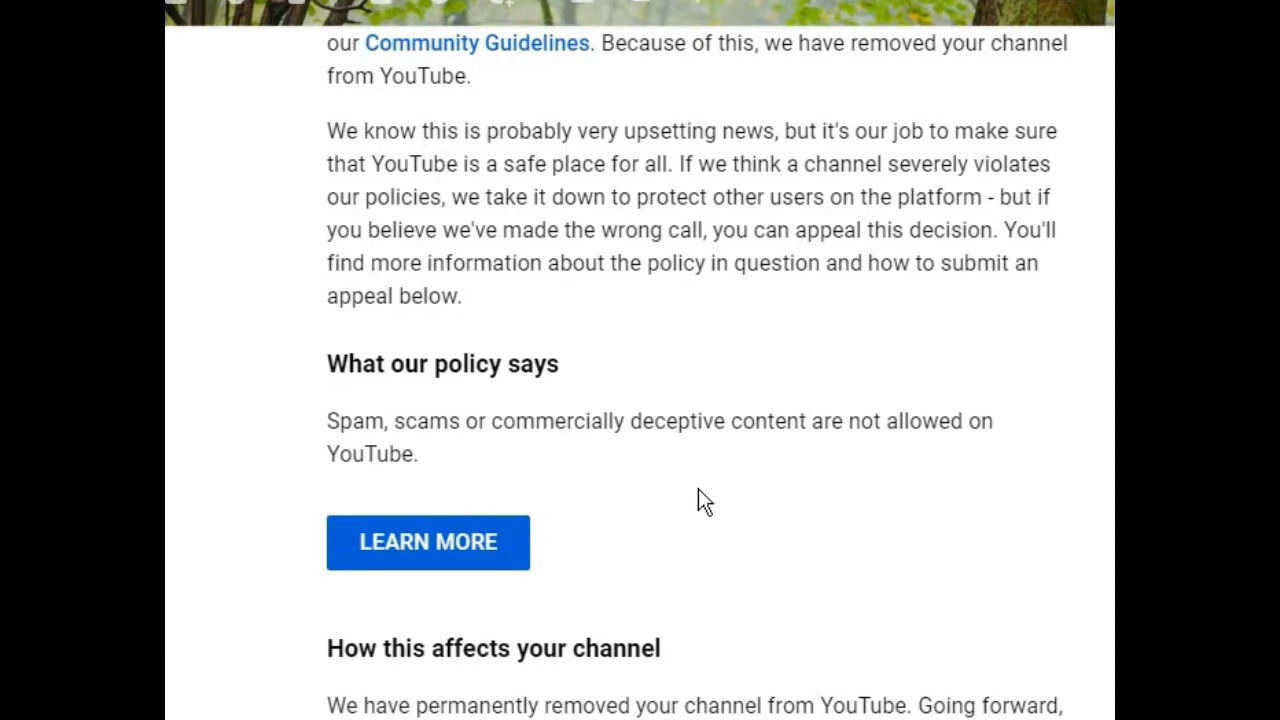 our Community Guidelines. Because of this, we have removed your channel
from YouTube.
We know this is probably very upsetting news, but it's our job to make sure
that YouTube is a safe place for all. If we think a channel severely violates
our policies, we take it down to protect other users on the platform - but if
you believe we've made the wrong call, you can appeal this decision. You'll
find more information about the policy in question and how to submit an
appeal below.
What our policy says
Spam, scams or commercially deceptive content are not allowed on
YouTube.
LEARN MORE
How this affects your channel
We have permanently removed your channel from YouTube. Going forward,